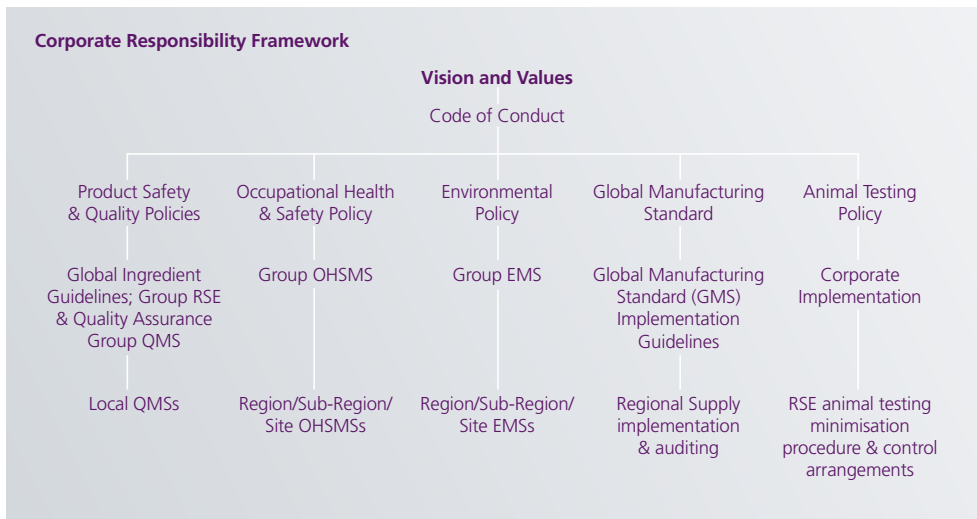 Corporate Responsibility Framework
Vision and Values
Code of Conduct
Product Safety
& Quality Policies
Occupational Health
& Safety Policy
Environmental
Policy
Global Manufacturing
Standard
Animal Testing
Policy
Global Ingredient
Guidelines; Group RSE
& Quality Assurance
Group QMS
Group OHSMS
Group EMS
Global Manufacturing
Standard (GMS)
Implementation
Guidelines
Corporate
Implementation
Local QMSs
Region/Sub-Region/
Site OHSMSs
Region/Sub-Region/
Site EMSs
Regional Supply
implementation
& auditing
RSE animal testing
minimisation
procedure & control
arrangements